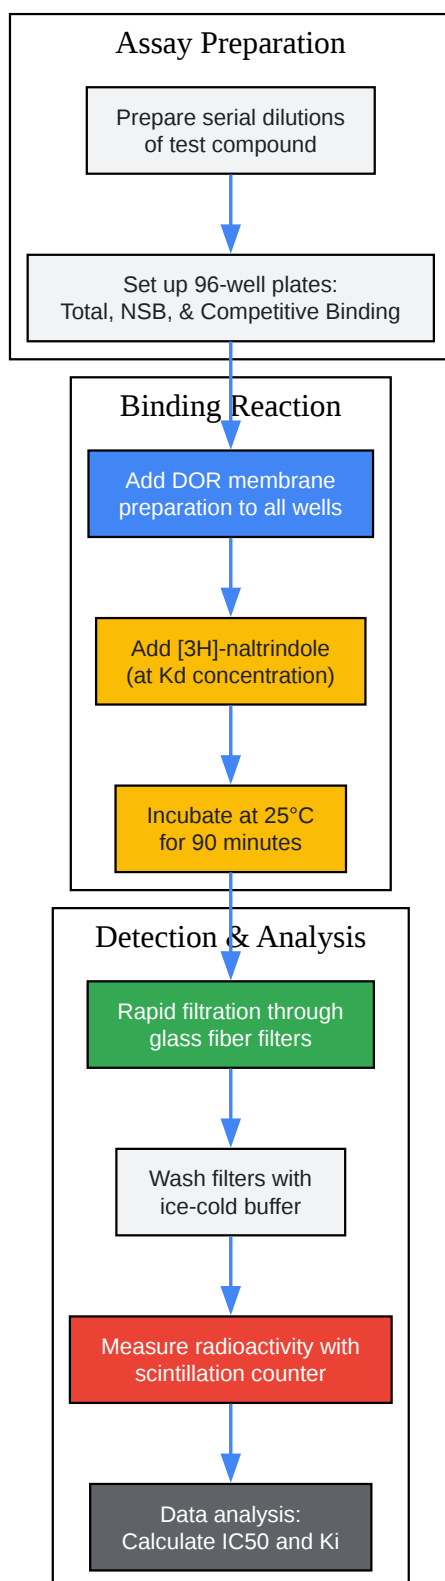 Assay Preparation
Prepare serial dilutions
of test compound
Set up 96-well plates:
Total, NSB, & Competitive Binding
Binding Reaction
Add DOR membrane
preparation to all wells
Add [3H]-naltrindole
(at Kd concentration)
Incubate at 25°C
for 90 minutes
Detection & Analysis
Rapid filtration through
glass fiber filters
Wash filters with
ice-cold buffer
Measure radioactivity with
scintillation counter
Data analysis:
Calculate IC50 and Ki